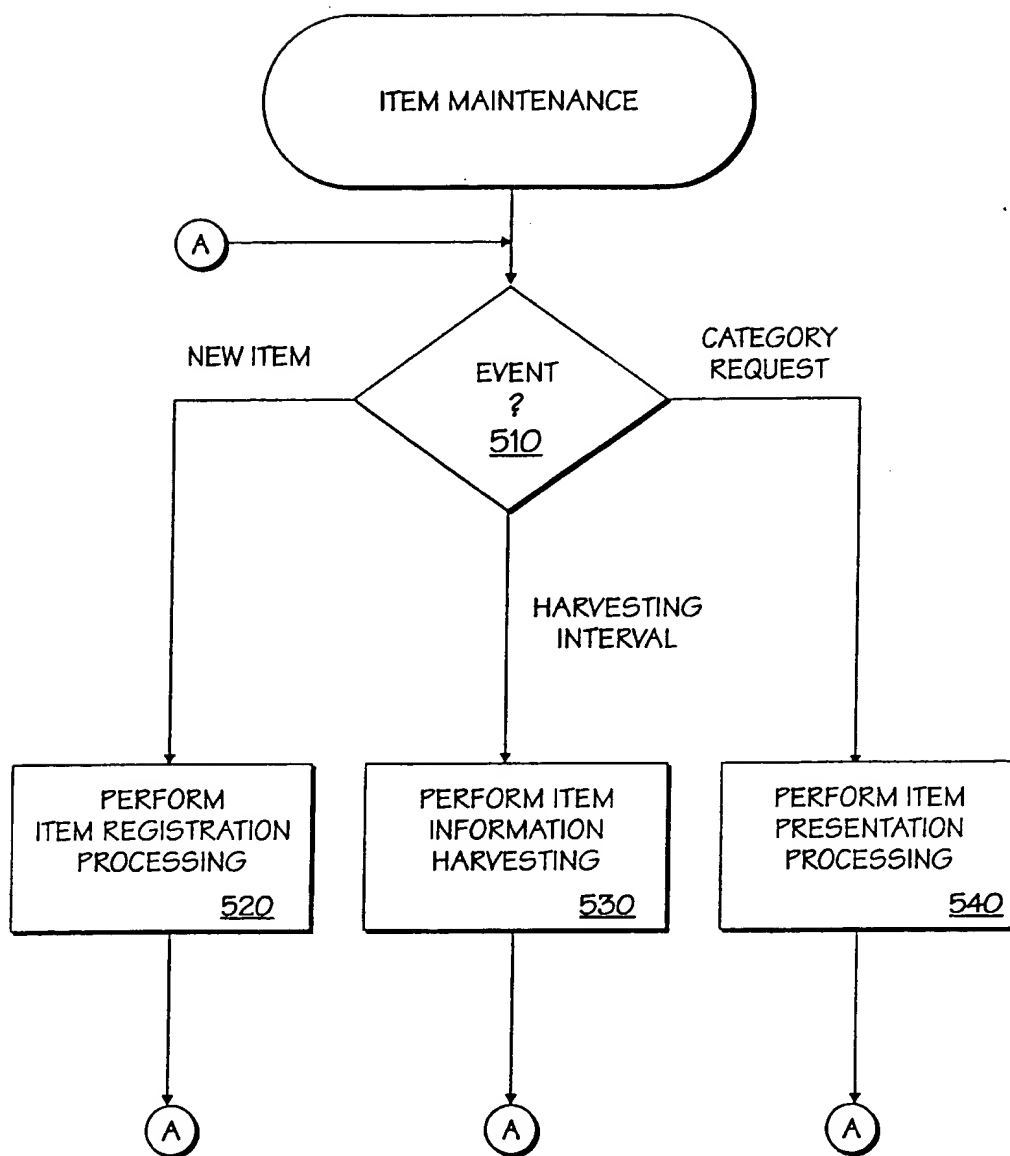 ITEM MAINTENANCE
A
NEW ITEM
EVENT
?
510
CATEGORY
REQUEST
HARVESTING
INTERVAL
PERFORM
ITEM REGISTRATION
PROCESSING
520
PERFORM ITEM
INFORMATION
HARVESTING
530
PERFORM ITEM
PRESENTATION
PROCESSING
540
A
A
A